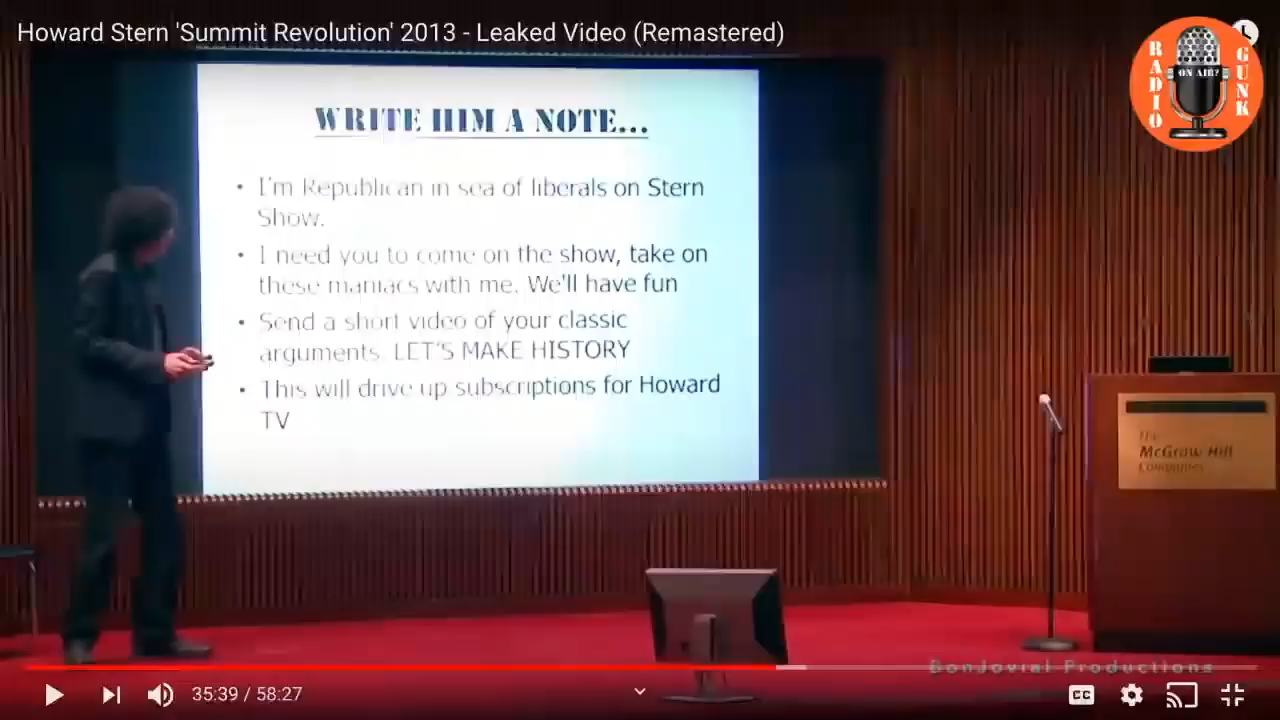 Howard Stern 'Summit Revolution' 2013 - Leaked Video (Remastered)
RADIO
ON AIR?
GUNK
WRITE HIM A NOTE...
• I'm Republican in sea of liberals on Stern
Show.
• I need you to come on the show, take on
these maniacs with me. We'll have fun
• Send a short video of your classic
arguments. LET'S MAKE HISTORY
• This will drive up subscriptions for Howard
TV
The
McGraw Hill
Companies
BonJovial Productions
35:39 / 58:27
CC